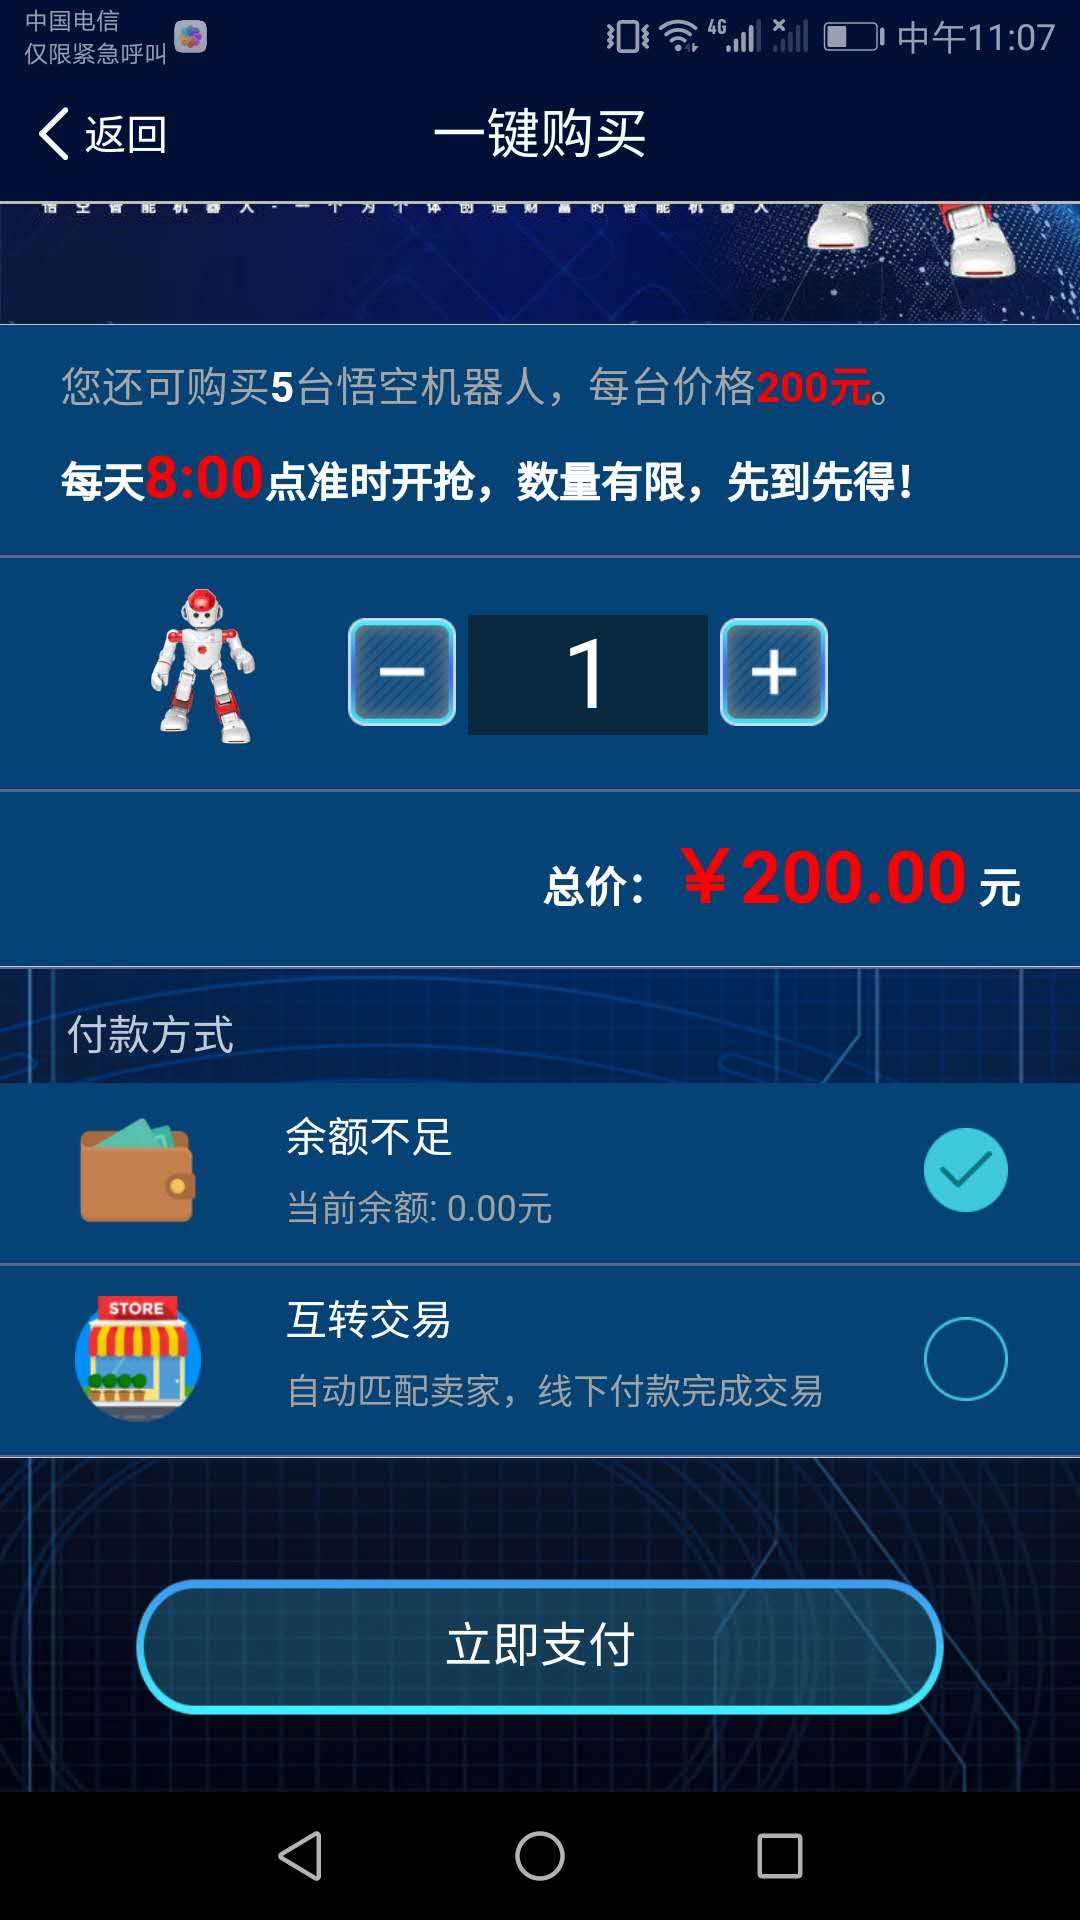 中国电信
仅限紧急呼叫
4G
中午11:07
返回
一键购买
悟空智能机器人-一个为个体创造财富的智能机器人
您还可购买5台悟空机器人，每台价格200元。
每天8:00点准时开抢，数量有限，先到先得！
1
总价：￥200.00 元
付款方式
余额不足
当前余额: 0.00元
STORE
互转交易
自动匹配卖家，线下付款完成交易
立即支付